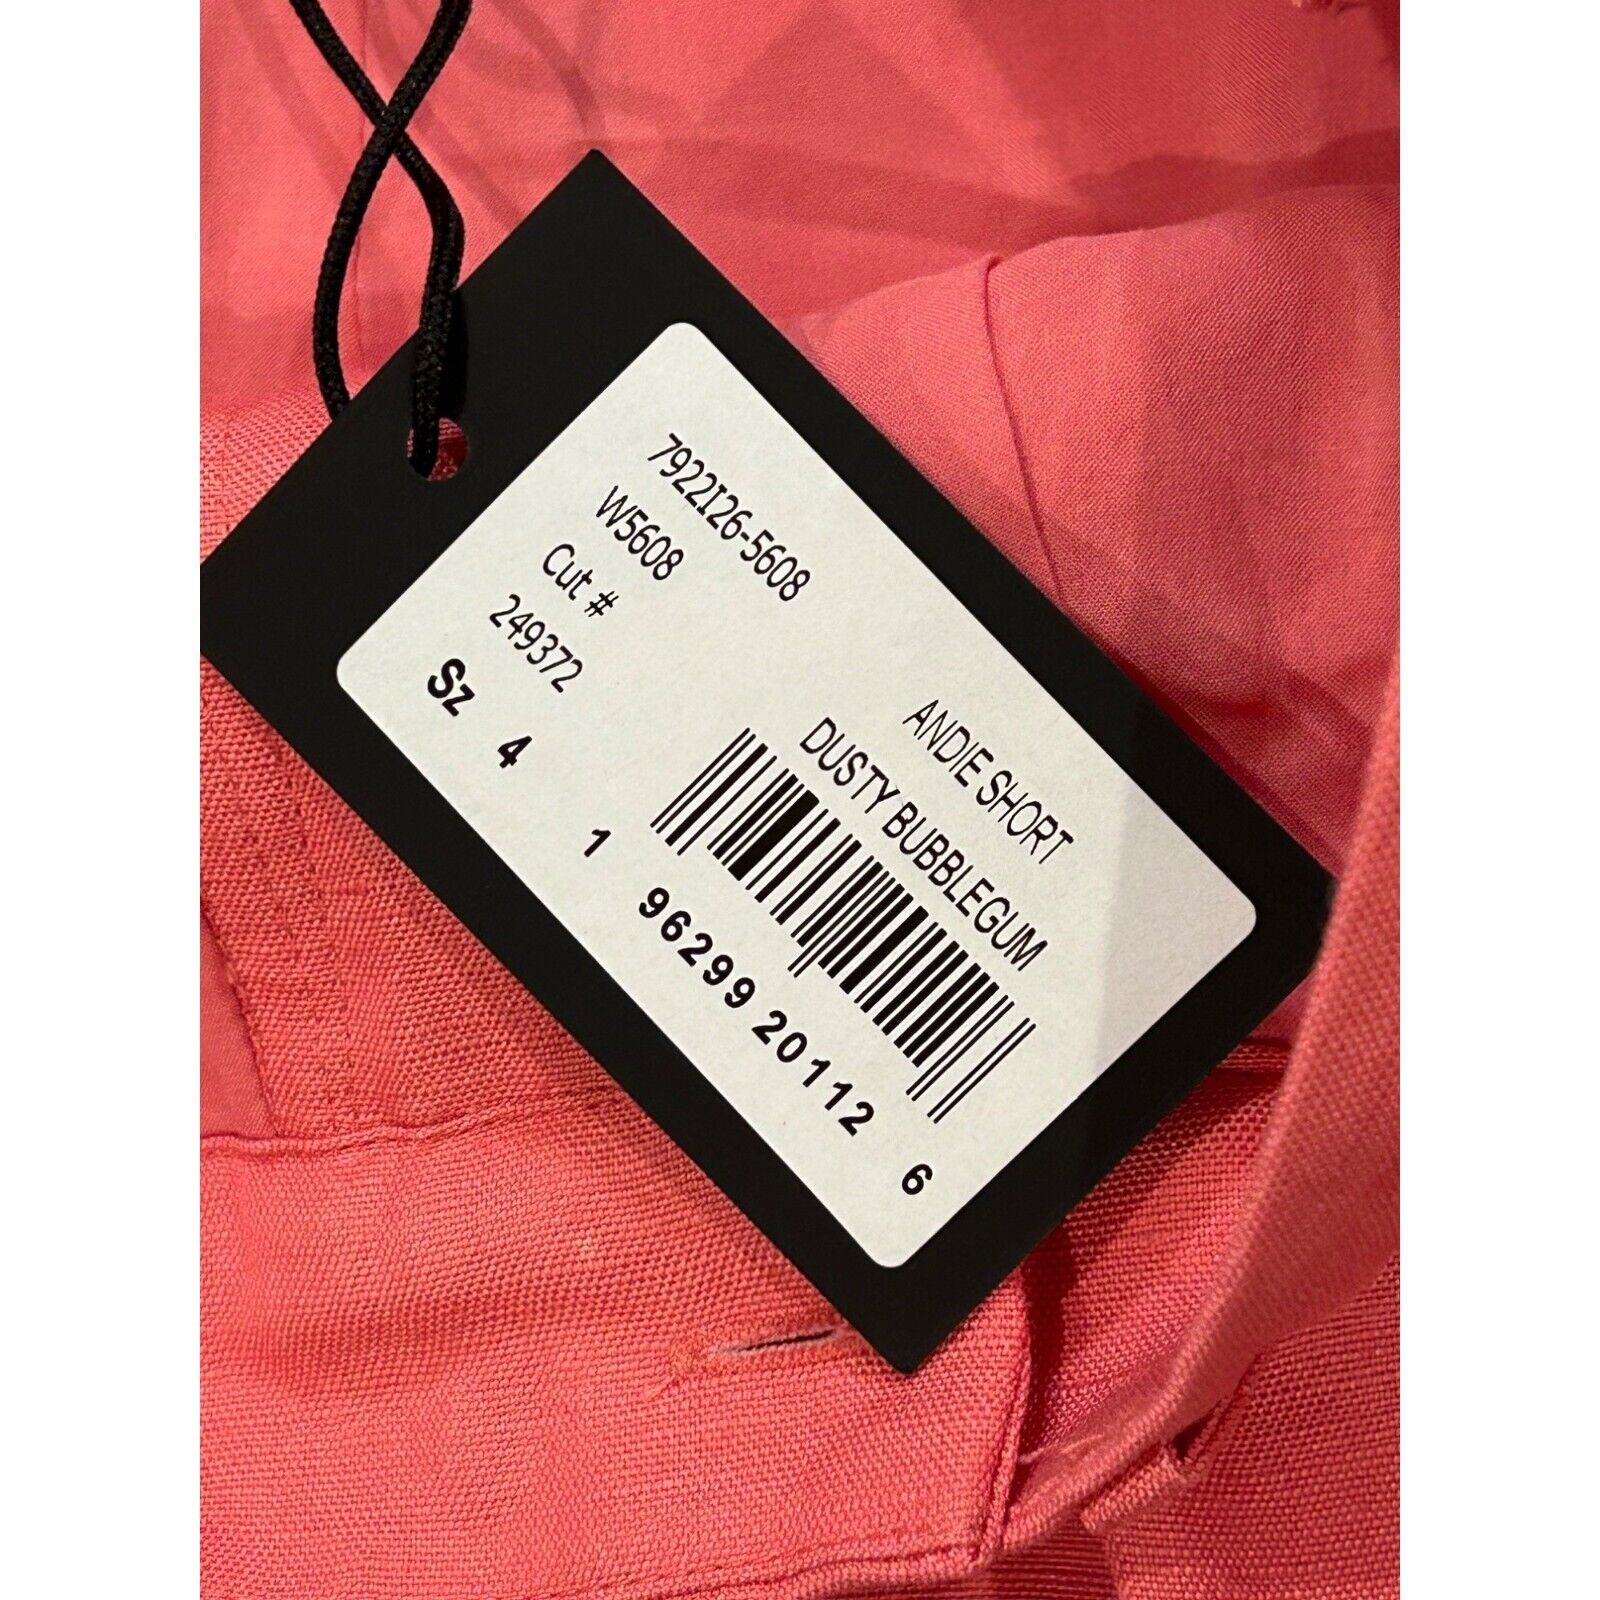 7922I26-5608
W5608
Cut #
249372
Sz 4
ANDIE SHORT
DUSTY BUBBLEGUM
1 96299 20112 6